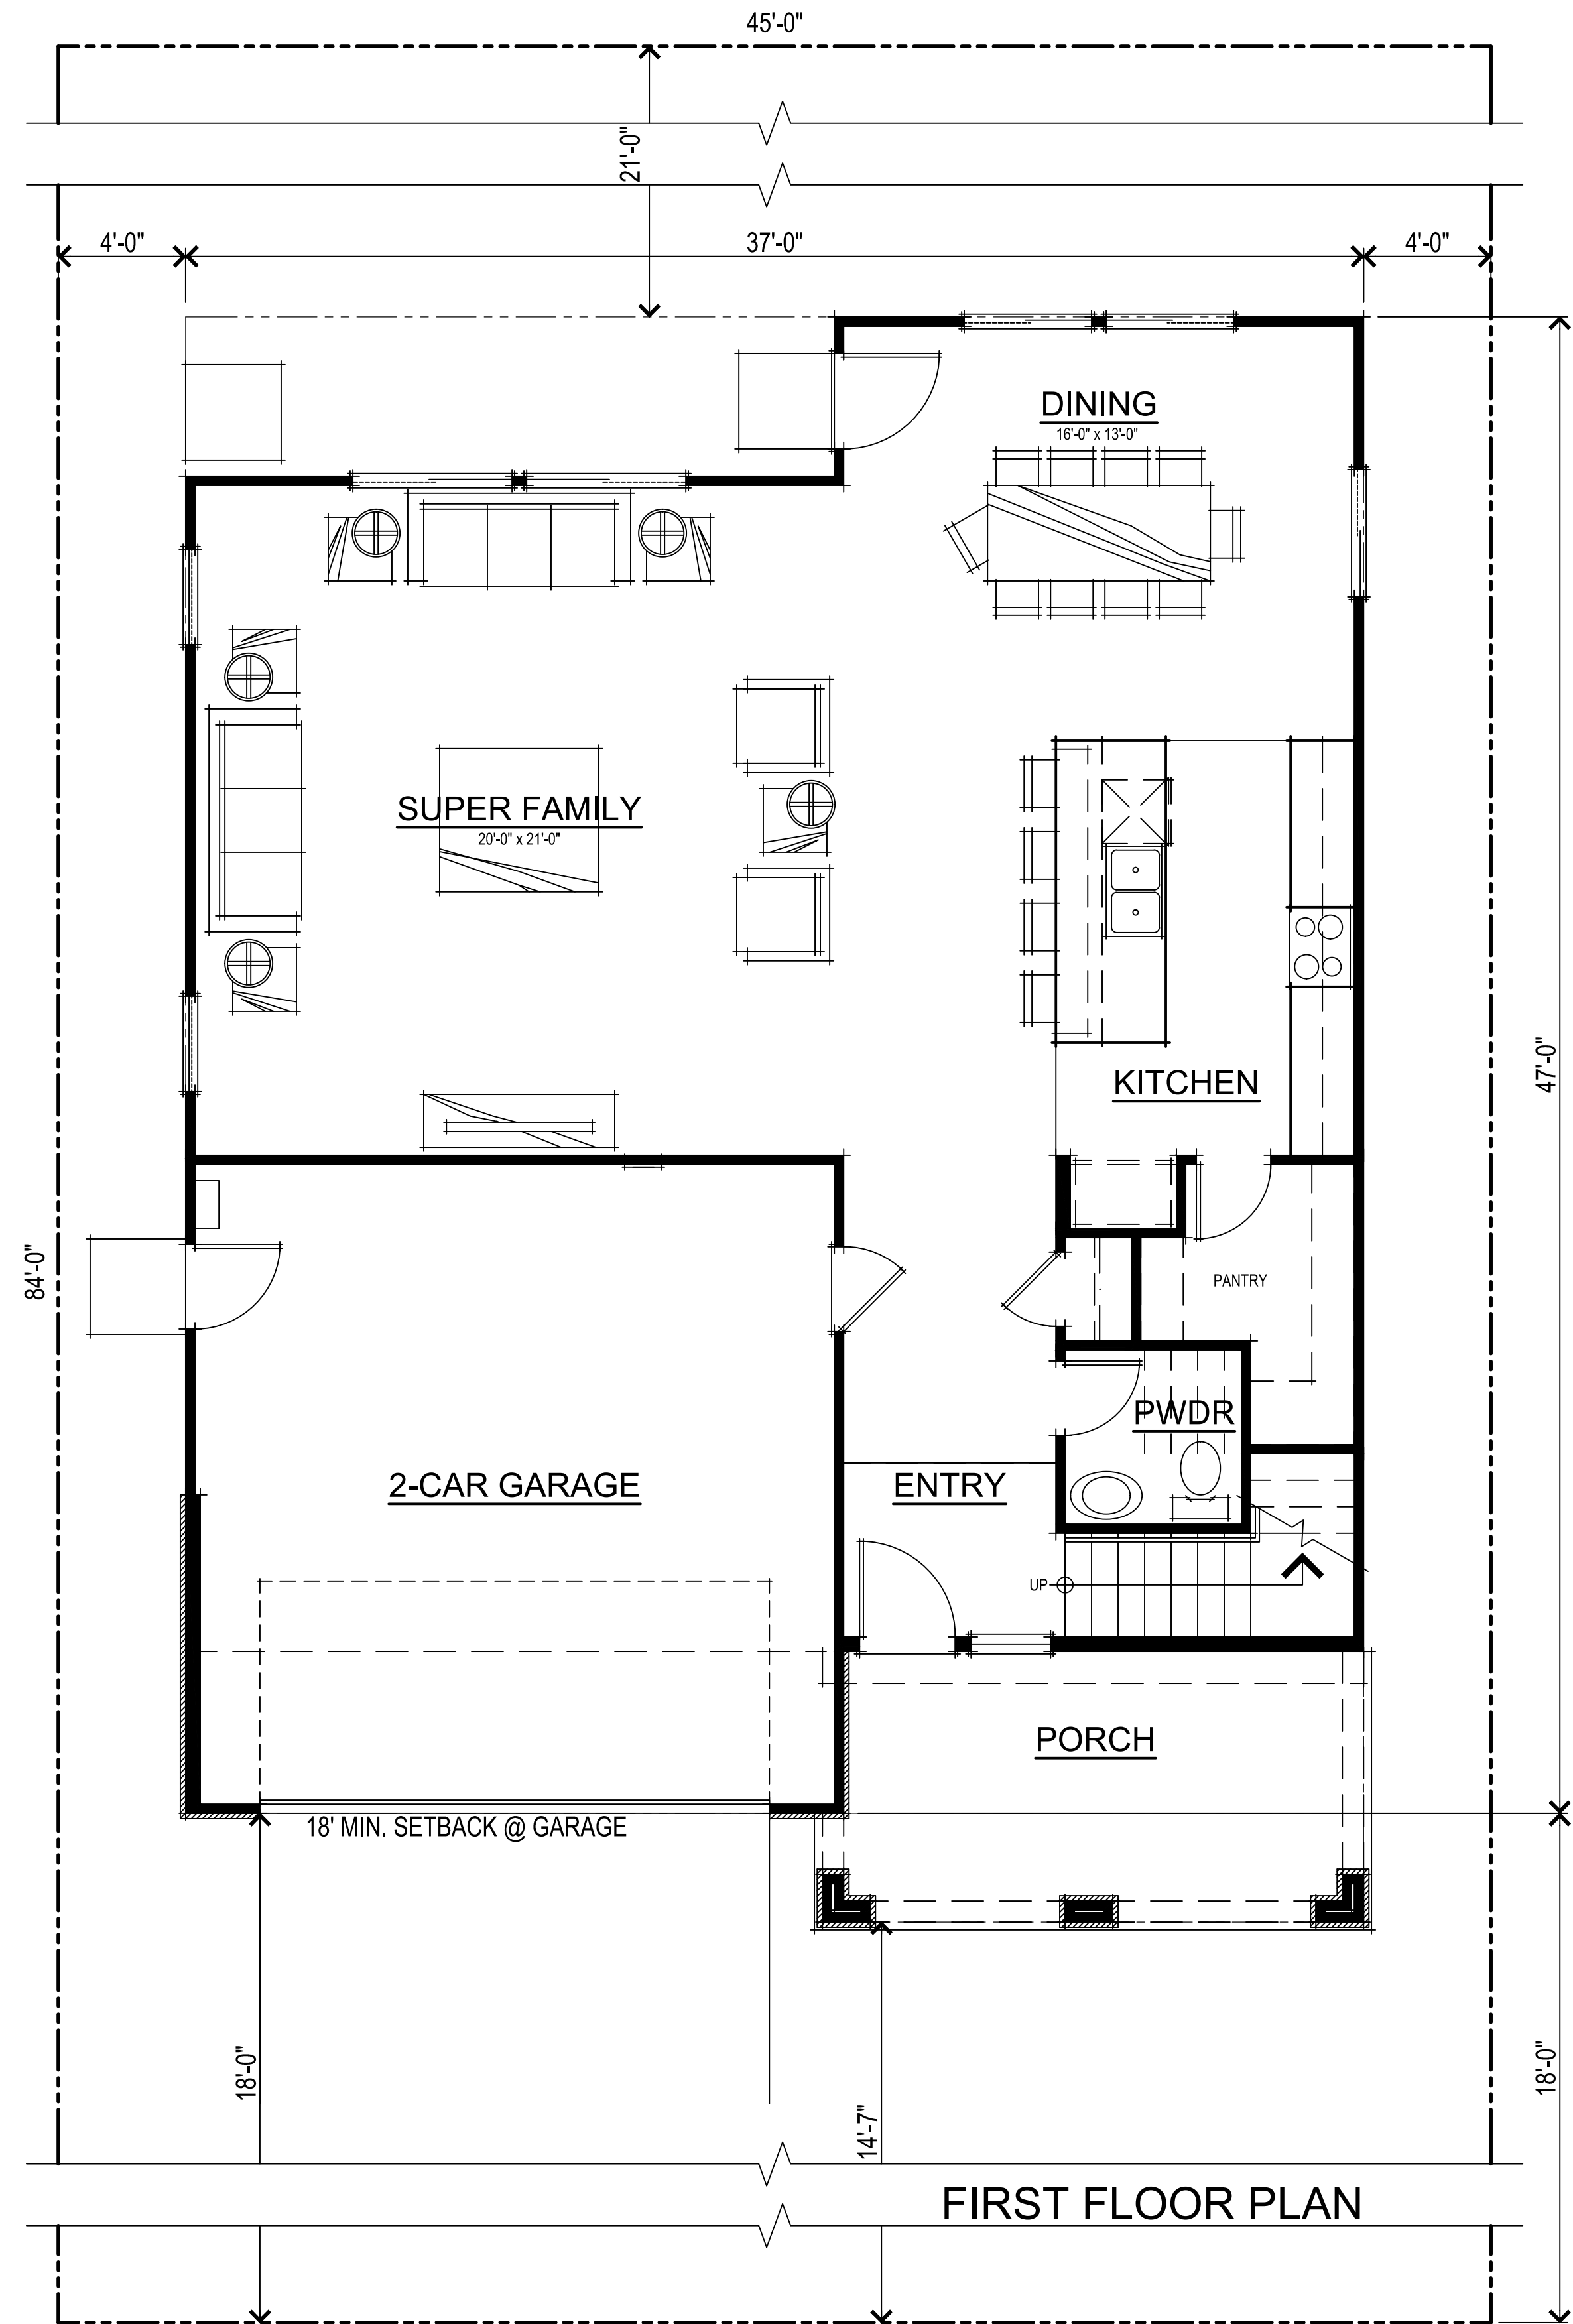 45'-0"
21'-0"
4'-0"
37'-0"
4'-0"
DINING
16'-0" x 13'-0"
SUPER FAMILY
20'-0" x 21'-0"
KITCHEN
47'-0"
84'-0"
PANTRY
PWDR
2-CAR GARAGE
ENTRY
UP
PORCH
18' MIN. SETBACK @ GARAGE
18'-0"
14'-7"
18'-0"
FIRST FLOOR PLAN